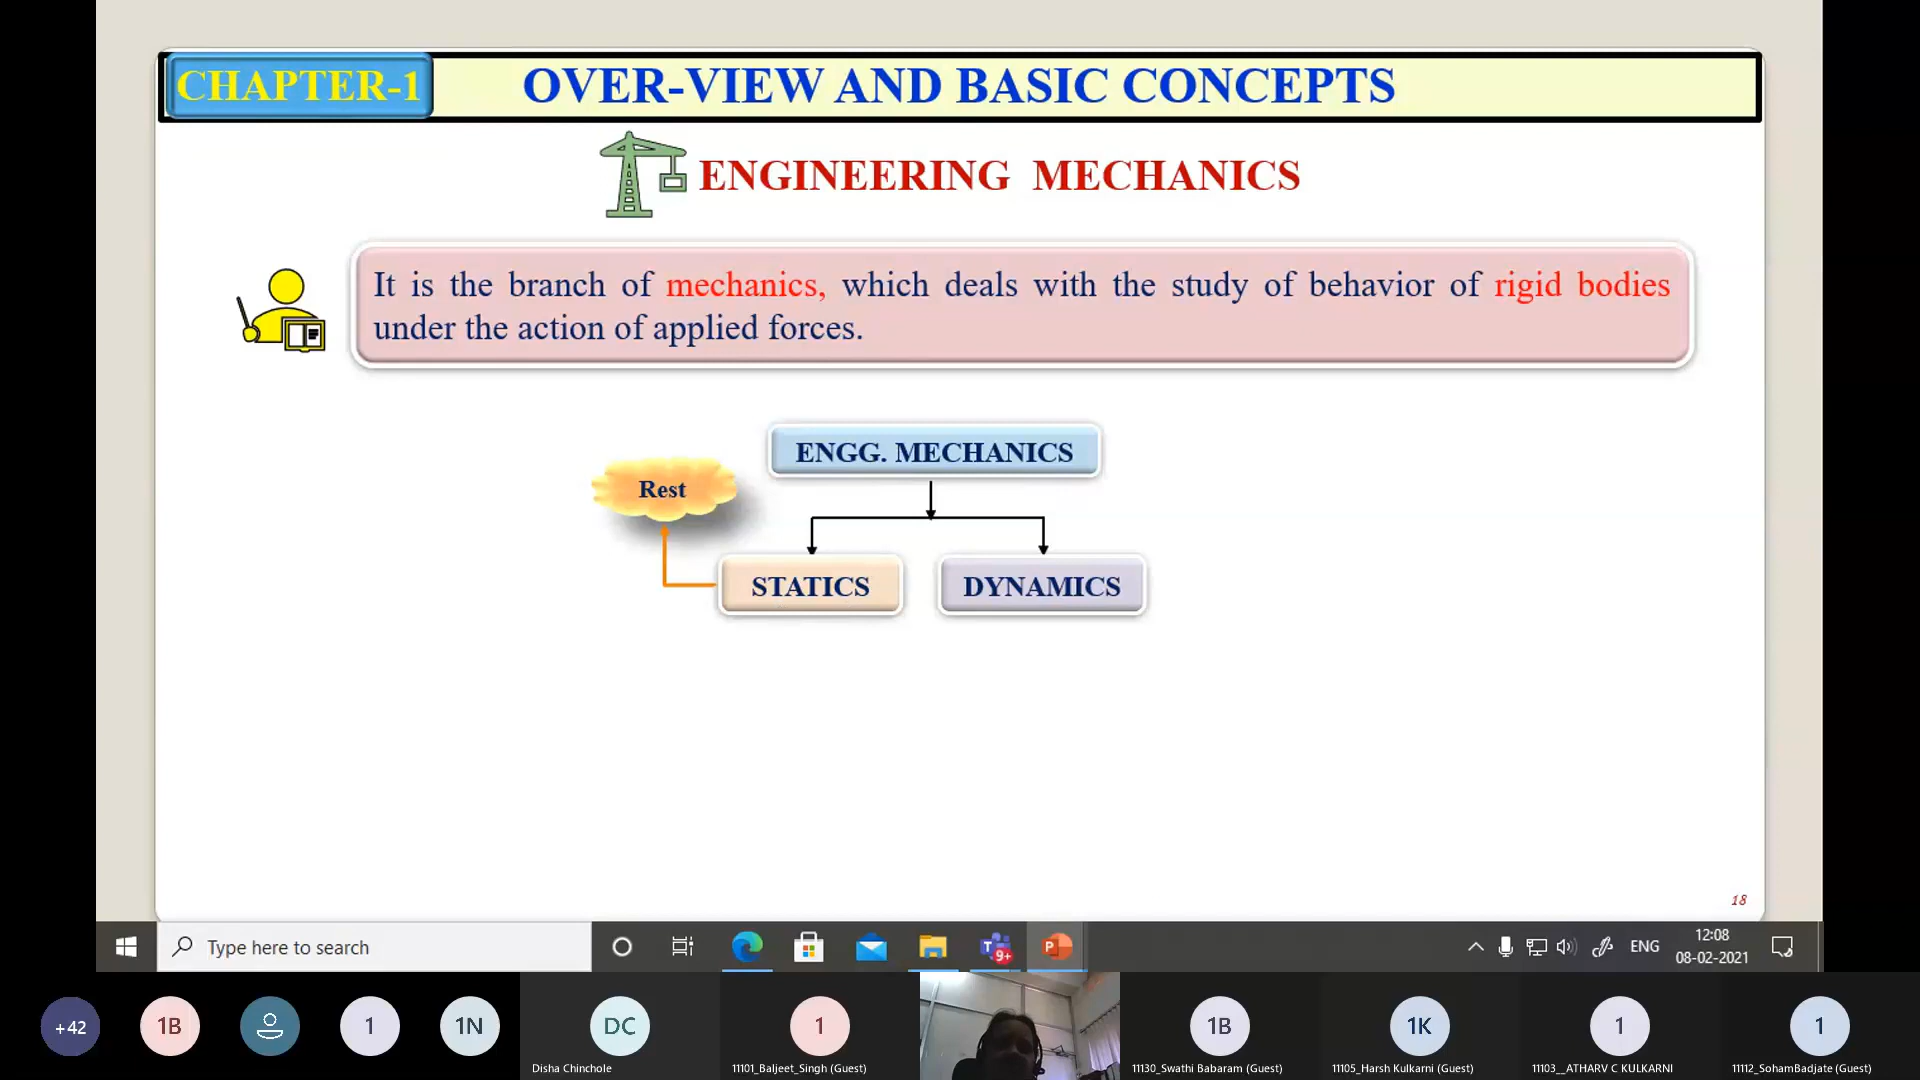 CHAPTER-1
OVER-VIEW AND BASIC CONCEPTS
ENGINEERING MECHANICS
It is the branch of mechanics, which deals with the study of behavior of rigid bodies
under the action of applied forces.
ENGG. MECHANICS
Rest
STATICS
DYNAMICS
18
Type here to search
9+
ENG
12:08
08-02-2021
+42
1B
1
1N
DC
Disha Chinchole
1
11101_Baljeet_Singh (Guest)
1B
11130_Swathi Babaram (Guest)
1K
11105_Harsh Kulkarni (Guest)
1
11103__ATHARV C KULKARNI
1
11112_SohamBadjate (Guest)